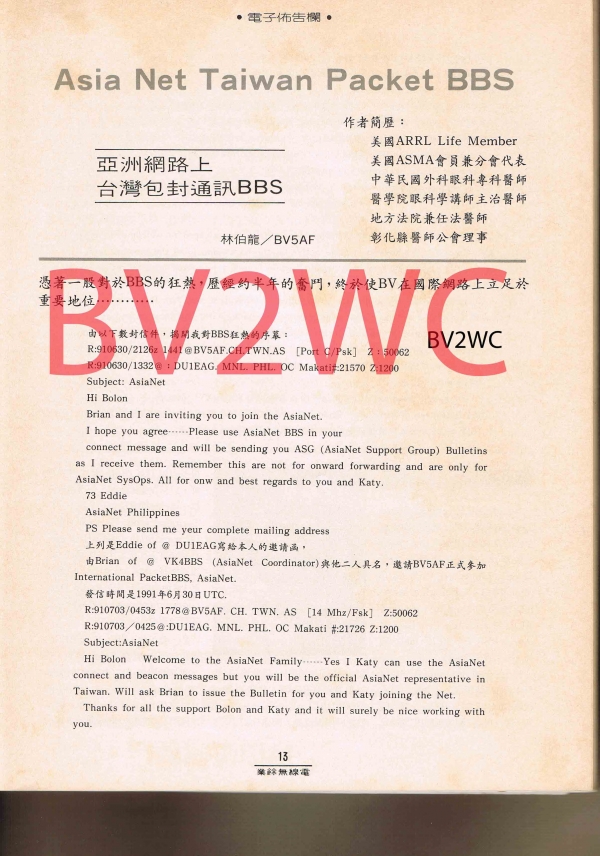 • 電子佈告欄 •
Asia Net Taiwan Packet BBS
作者簡歷：
美國ARRL Life Member
美國ASMA會員兼分會代表
中華民國外科眼科專科醫師
醫學院眼科學講師主治醫師
地方法院兼任法醫師
彰化縣醫師公會理事
亞洲網路上
台灣包封通訊BBS
林伯龍／BV5AF
憑著一股對於BBS的狂熱，歷經約半年的奮鬥，終於使BV在國際網路上立足於
重要地位…………
BV2WC
BV2WC
由以下數封信件，揭開我對BBS狂熱的序幕：
R:910630/2126z 1441@BV5AF.CH.TWN.AS [Port C/Psk] Z：50062
R:910630/1332@：DU1EAG. MNL. PHL. OC Makati#:21570 Z:1200
Subject: AsiaNet
Hi Bolon
Brian and I are inviting you to join the AsiaNet.
I hope you agree……Please use AsiaNet BBS in your
connect message and will be sending you ASG (AsiaNet Support Group) Bulletins
as I receive them. Remember this are not for onward forwarding and are only for
AsiaNet SysOps. All for onw and best regards to you and Katy.
73 Eddie
AsiaNet Philippines
PS Please send me your complete mailing address
上列是Eddie of @ DU1EAG寫給本人的邀請函，
由Brian of @ VK4BBS (AsiaNet Coordinator)與他二人具名，邀請BV5AF正式參加
International PacketBBS, AsiaNet.
發信時間是1991年6月30日UTC.
R:910703/0453z 1778@BV5AF. CH. TWN. AS [14 Mhz/Fsk] Z:50062
R:910703／0425@:DU1EAG. MNL. PHL. OC Makati #:21726 Z:1200
Subject:AsiaNet
Hi Bolon Welcome to the AsiaNet Family……Yes I Katy can use the AsiaNet
connect and beacon messages but you will be the official AsiaNet representative in
Taiwan. Will ask Brian to issue the Bulletin for you and Katy joining the Net.
Thanks for all the support Bolon and Katy and it will surely be nice working with
you.
13
業餘無線電